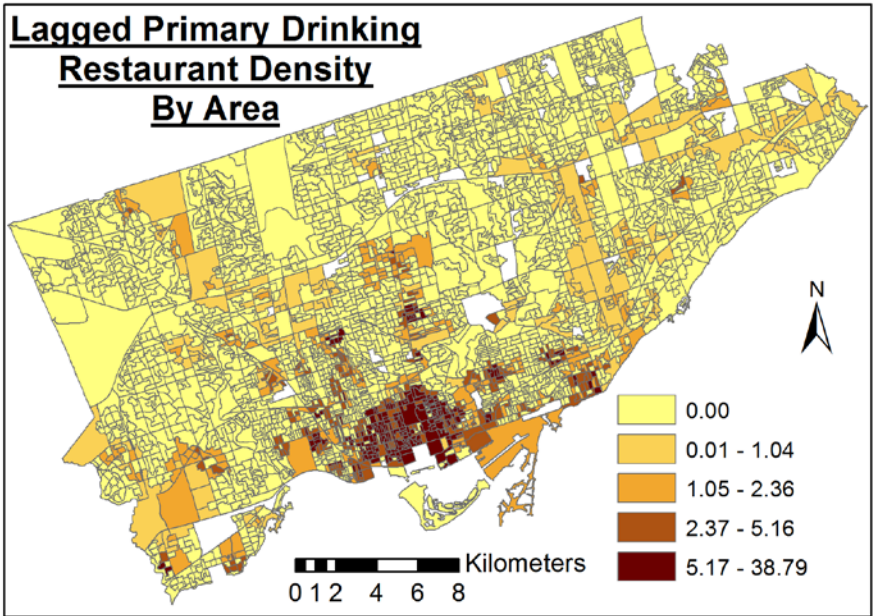 Lagged Primary Drinking
Restaurant Density
By Area
N
0.00
0.01 - 1.04
1.05 - 2.36
2.37 - 5.16
5.17 - 38.79
Kilometers
0 1 2 4 6 8